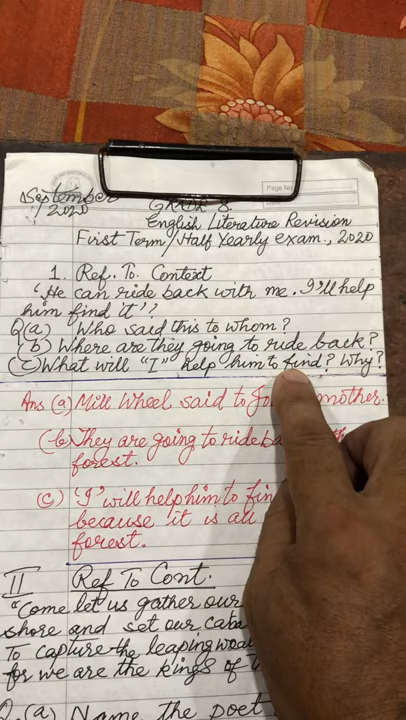 September
2020
Page No
GRADE 8
English Literature Revision
First Term/Half Yearly exam., 2020
1. Ref. To. Context
'He can ride back with me. I'll help
him find it'?
Q(a) Who said this to whom?
(b) Where are they going to ride back?
(c) What will "I" help him to find? Why?
Ans (a) Mill Wheel said to mother.
(b) They are going to ride
forest.
(c) 'I' will help him to
because it is all
forest.
II Ref To Cont.
"Come let us gather our
shore and set our
To capture the leaping
for we are the kings of
Q.(a) Name the poet